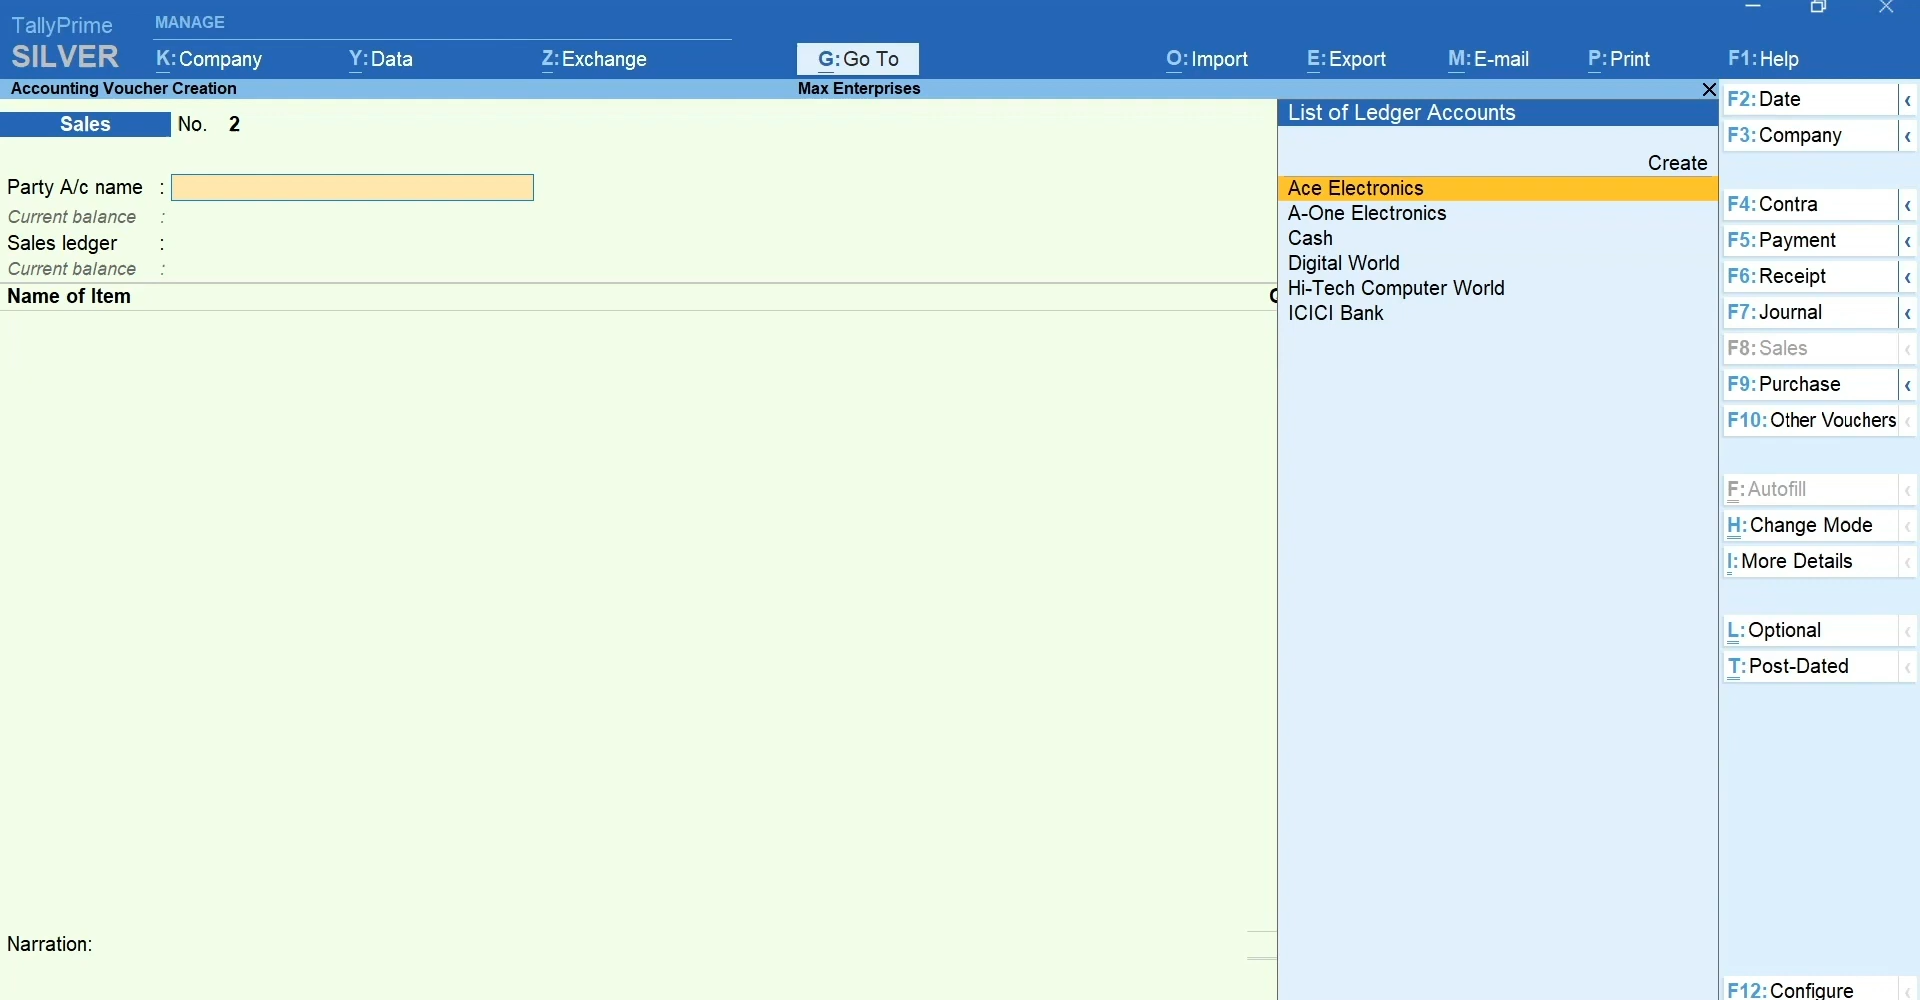 TallyPrime
SILVER
MANAGE
K:Company
Y:Data
Z:Exchange
G:Go To
O:Import
E:Export
M:E-mail
P:Print
F1:Help
Accounting Voucher Creation
Max Enterprises
Sales No. 2
Party A/c name :
Current balance :
Sales ledger :
Current balance :
Name of Item
Narration:
List of Ledger Accounts
Create
Ace Electronics
A-One Electronics
Cash
Digital World
Hi-Tech Computer World
ICICI Bank
F2:Date
F3:Company
F4:Contra
F5:Payment
F6:Receipt
F7:Journal
F8:Sales
F9:Purchase
F10:Other Vouchers
F:Autofill
H:Change Mode
I:More Details
L:Optional
T:Post-Dated
F12:Configure